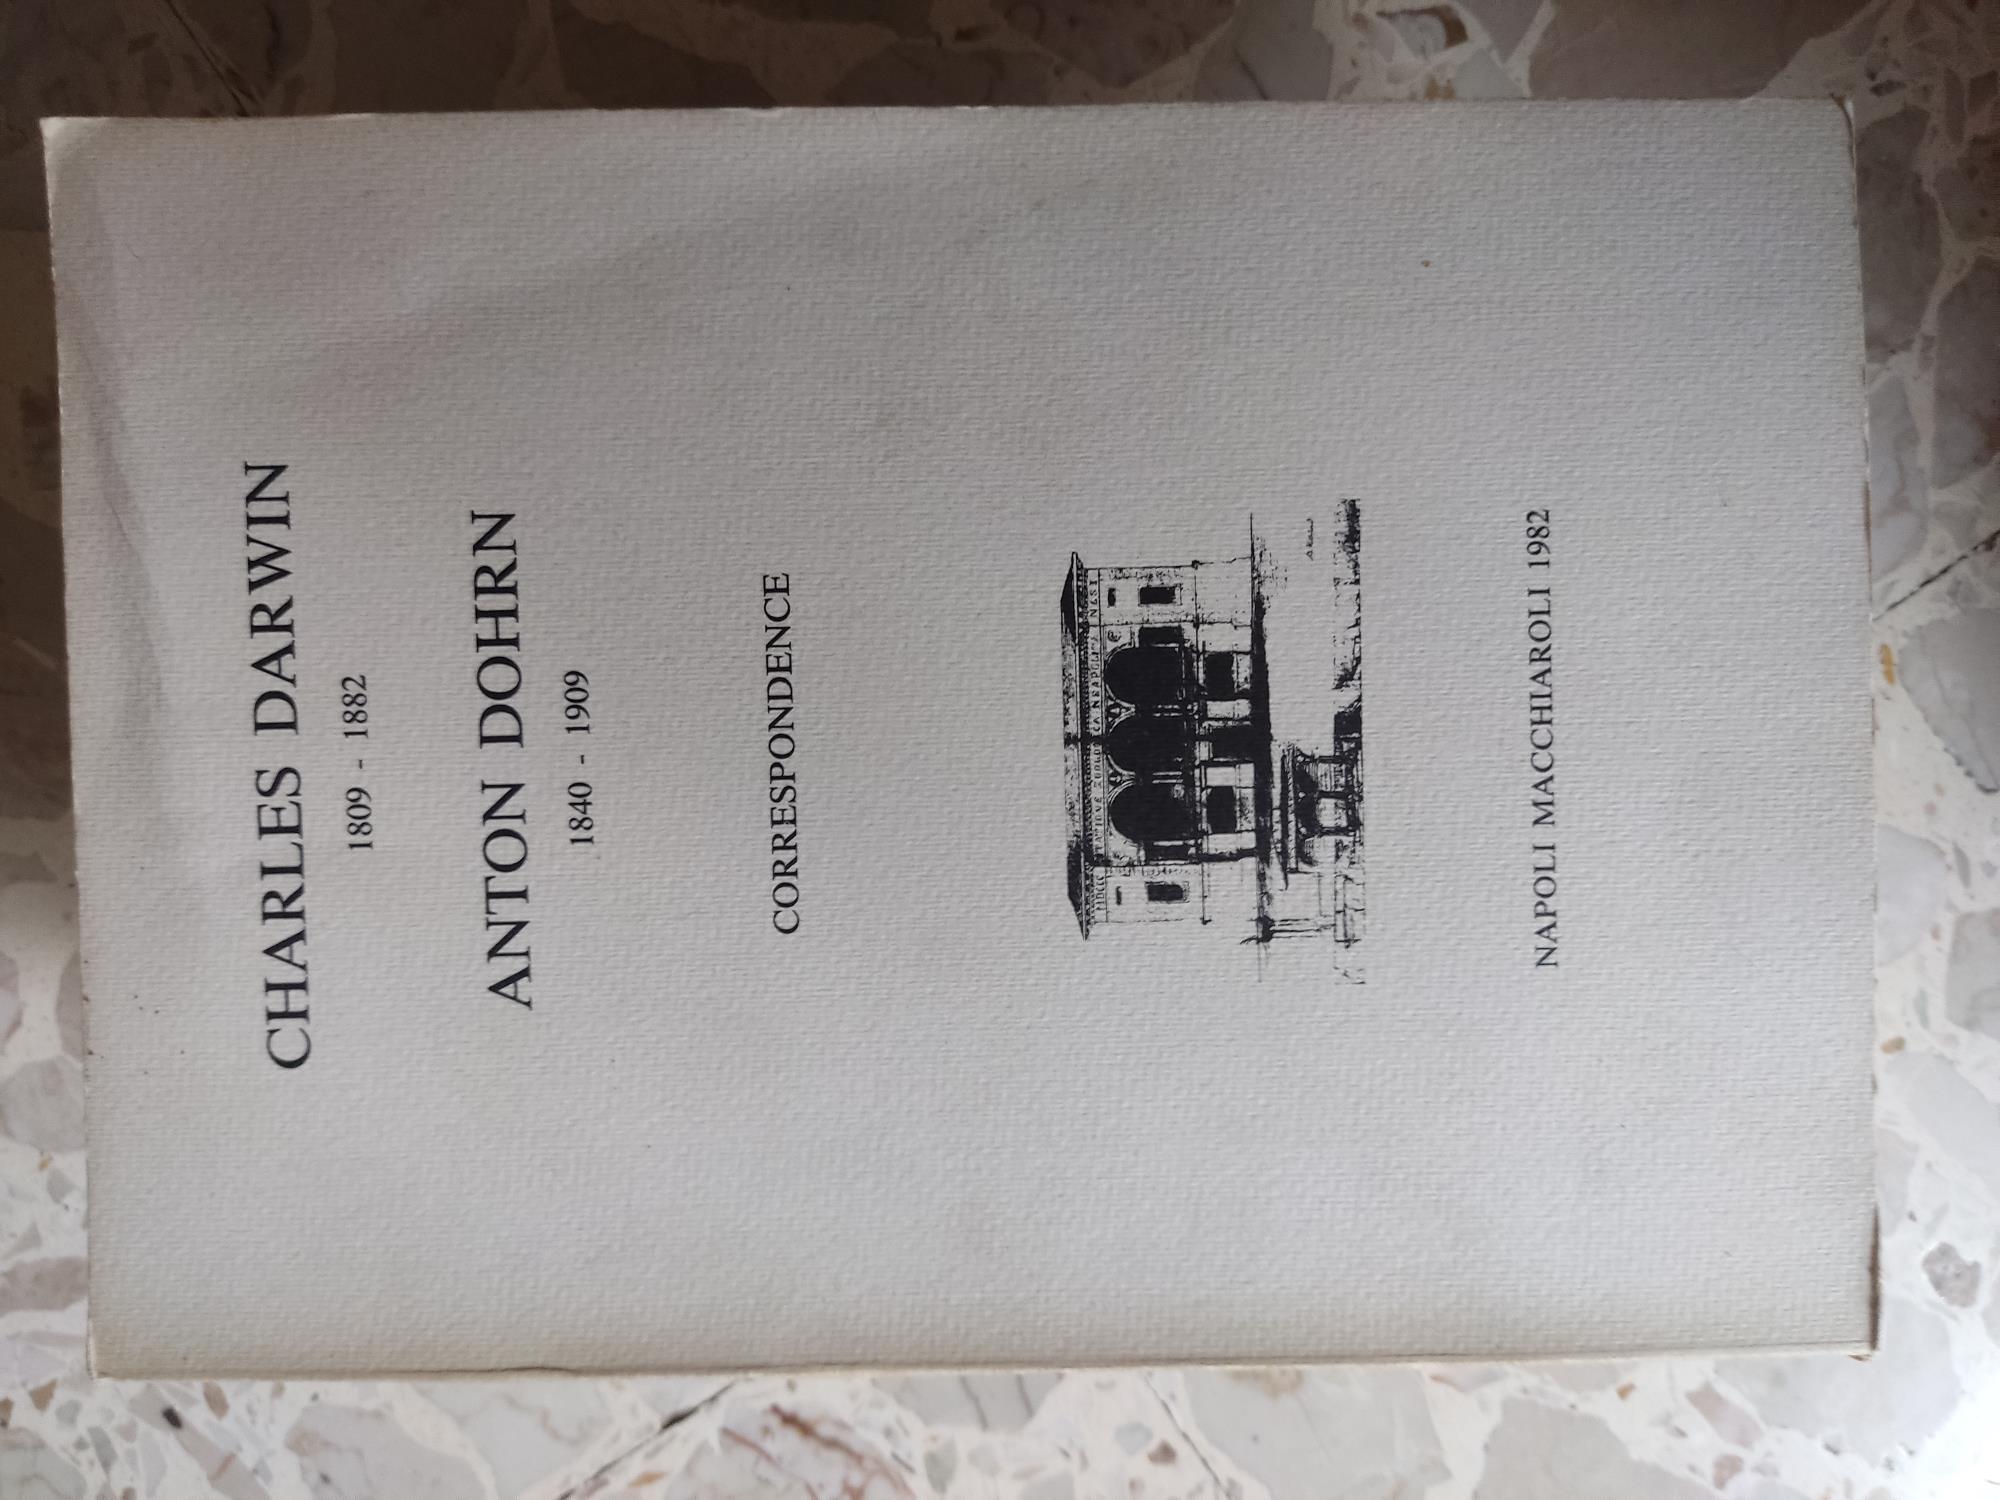 CHARLES DARWIN
1809 - 1882
ANTON DOHRN
1840 - 1909
CORRESPONDENCE
NAPOLI MACCHIAROLI 1982